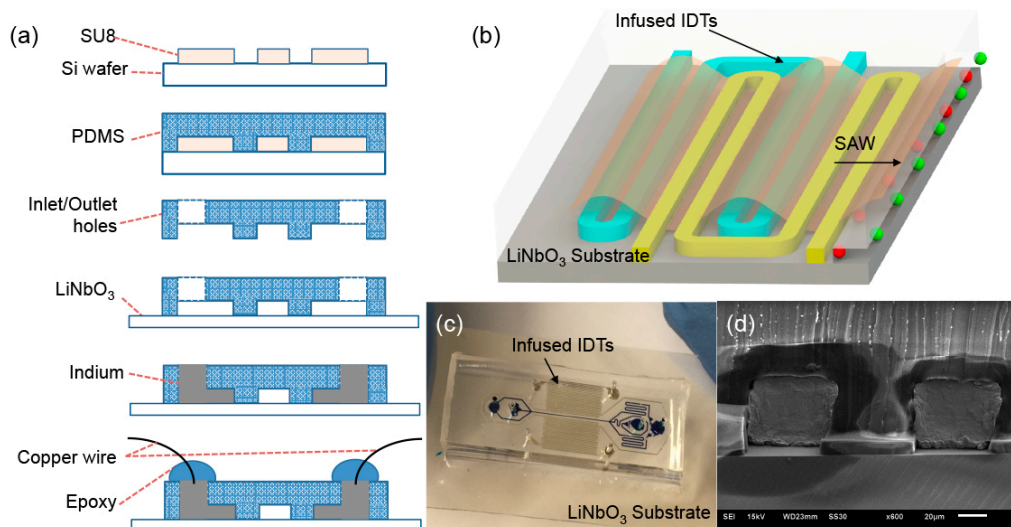 (a)
SU8
Si wafer
PDMS
Inlet/Outlet
holes
LiNbO3
Indium
Copper wire
Epoxy
(b)
Infused IDTs
SAW
LiNbO3 Substrate
(c)
Infused IDTs
LiNbO3 Substrate
(d)
SEI 15kV WD23mm SS30 x600 20μm